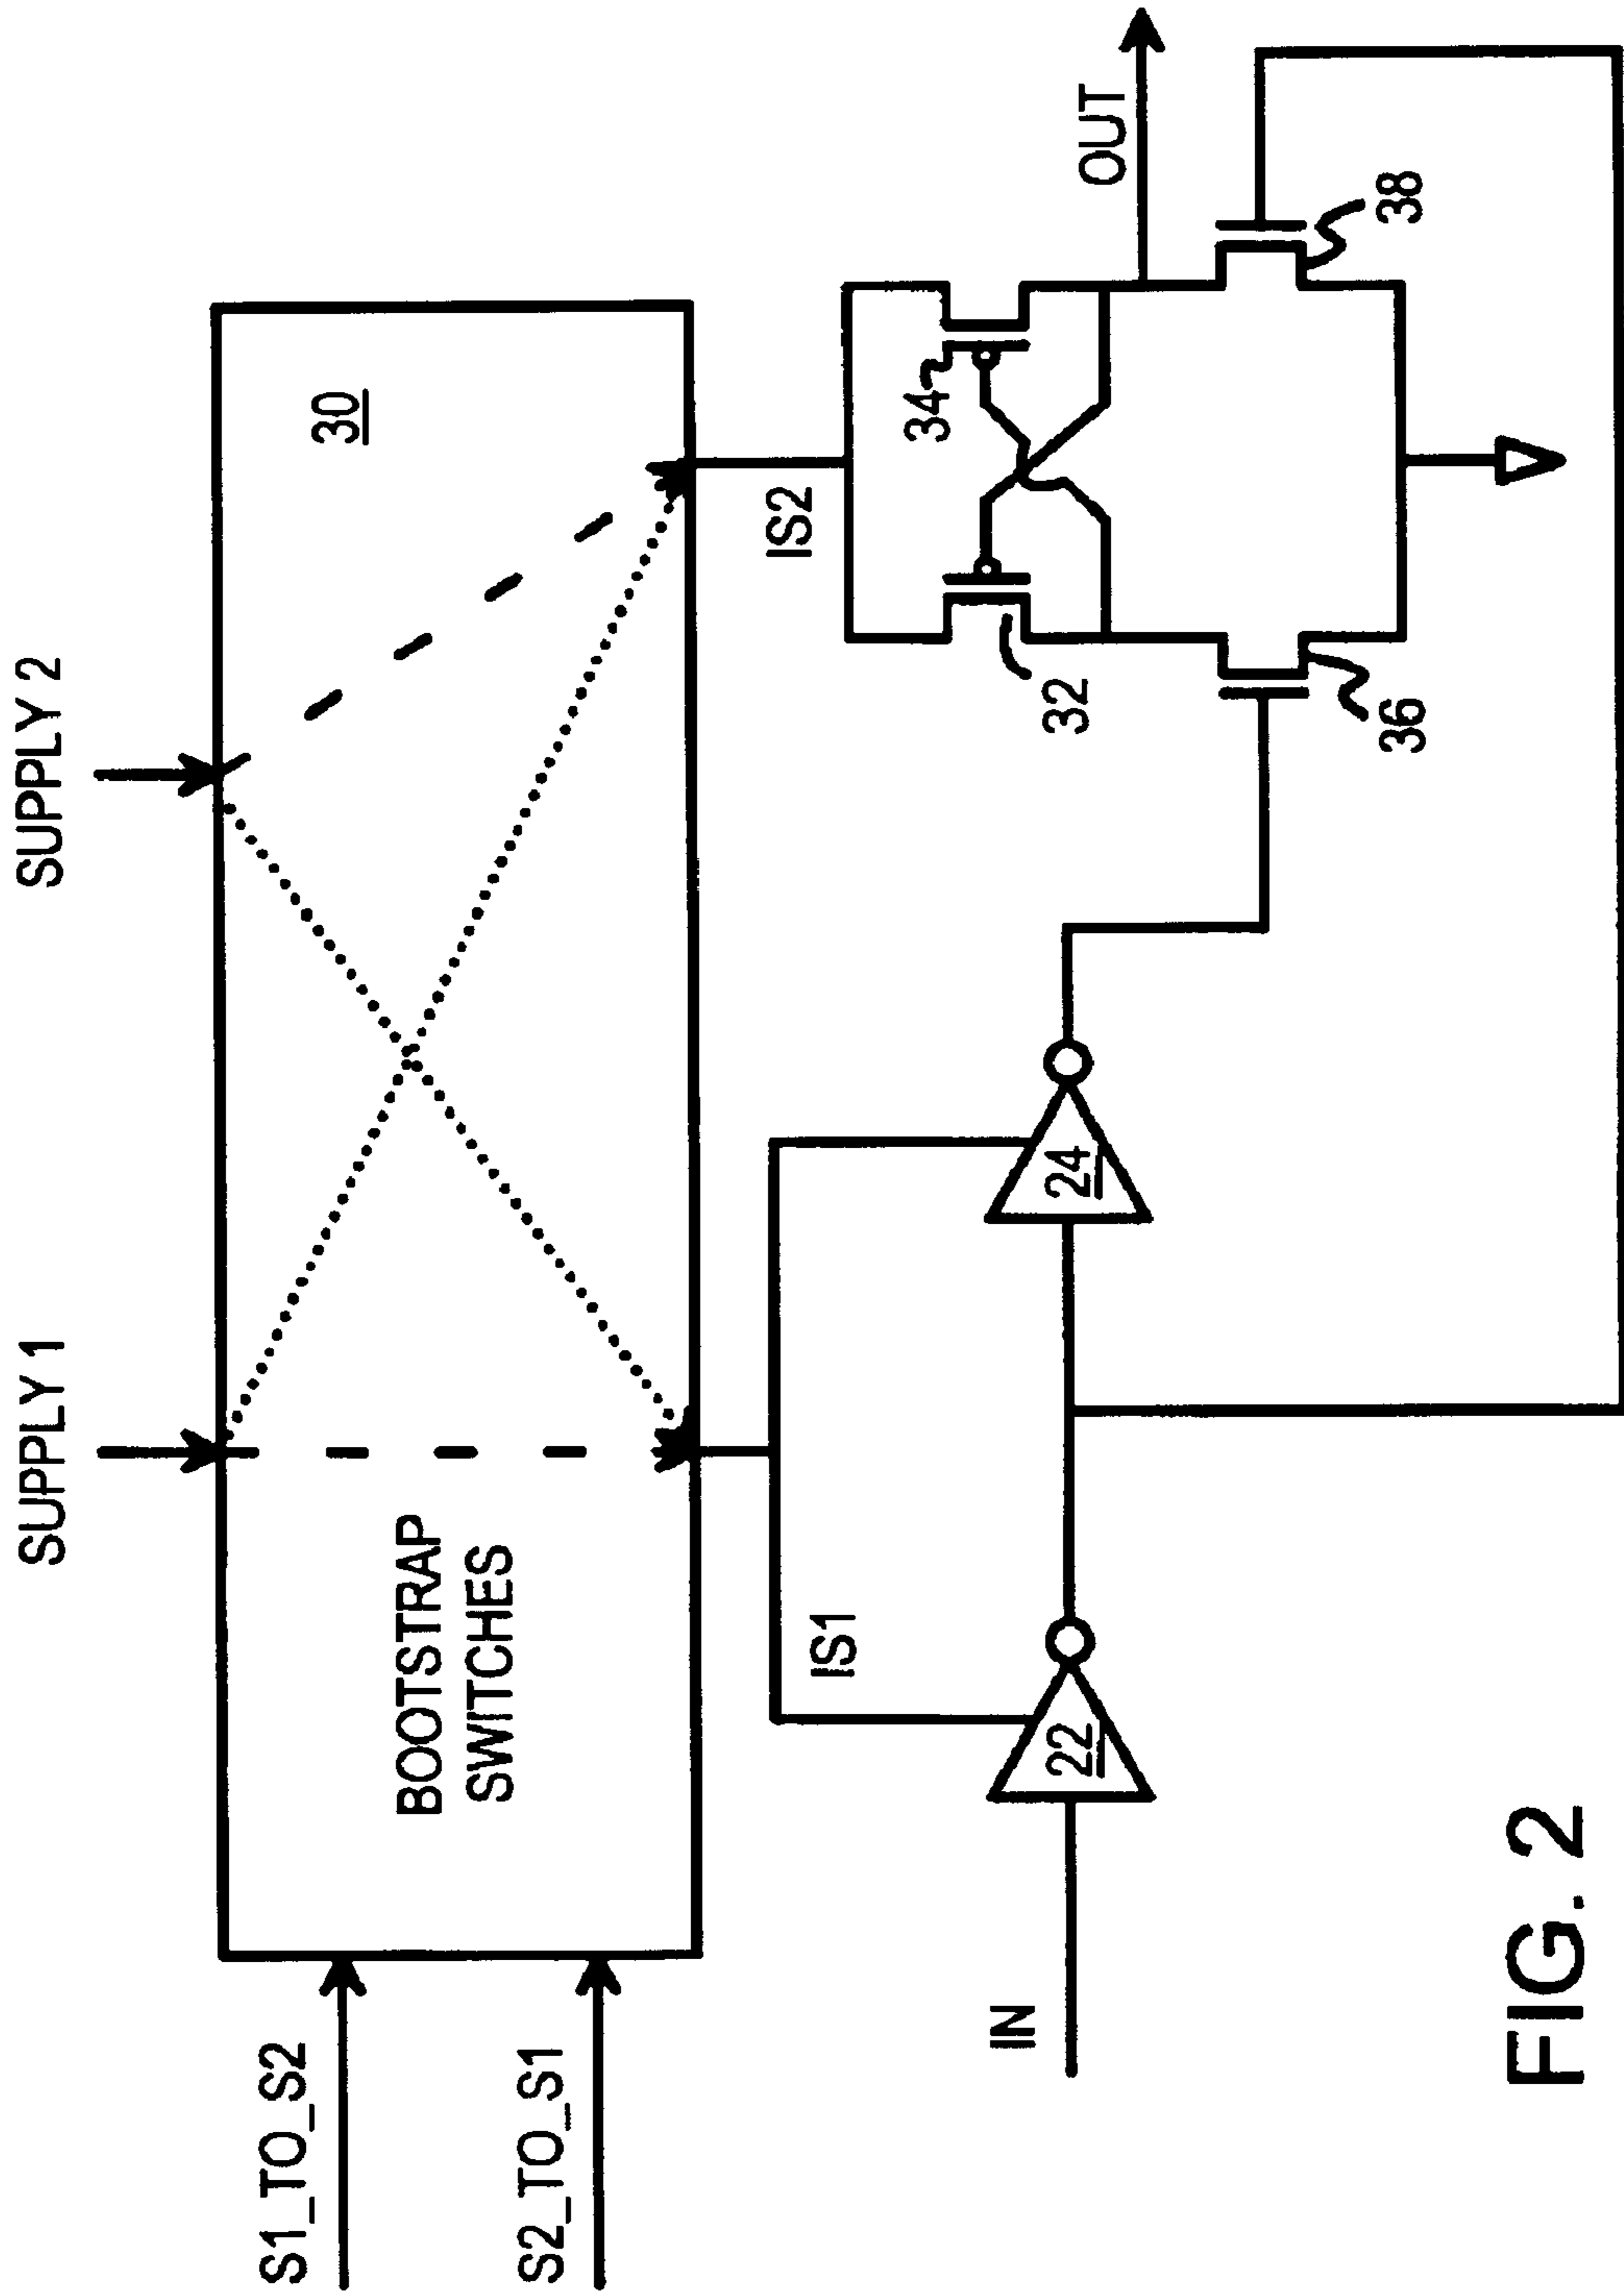 SUPPLY 1
SUPPLY 2
S1_TO_S2
S2_TO_S1
BOOTSTRAP
SWITCHES
30
IS1
IS2
IN
22
24
32
34
36
38
OUT
FIG. 2